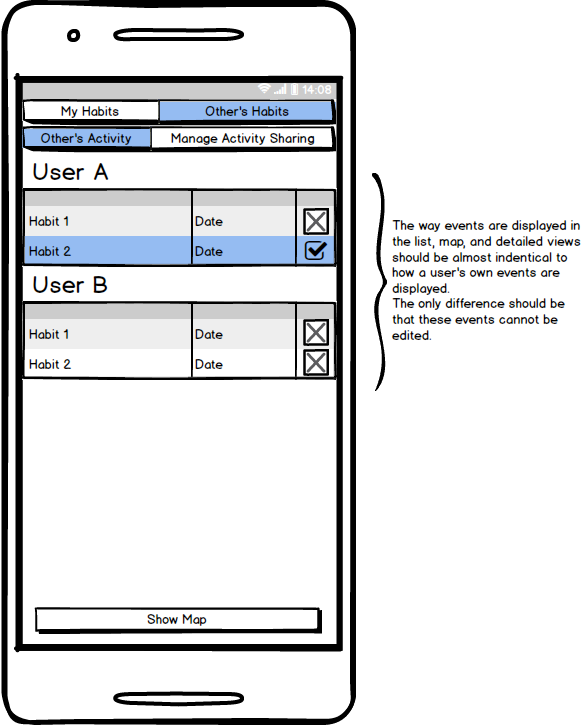 14:08
My Habits Other's Habits
Other's Activity Manage Activity Sharing
User A
Habit 1 Date
Habit 2 Date
User B
Habit 1 Date
Habit 2 Date
Show Map
The way events are displayed in
the list, map, and detailed views
should be almost indentical to
how a user's own events are
displayed.
The only difference should be
that these events cannot be
edited.